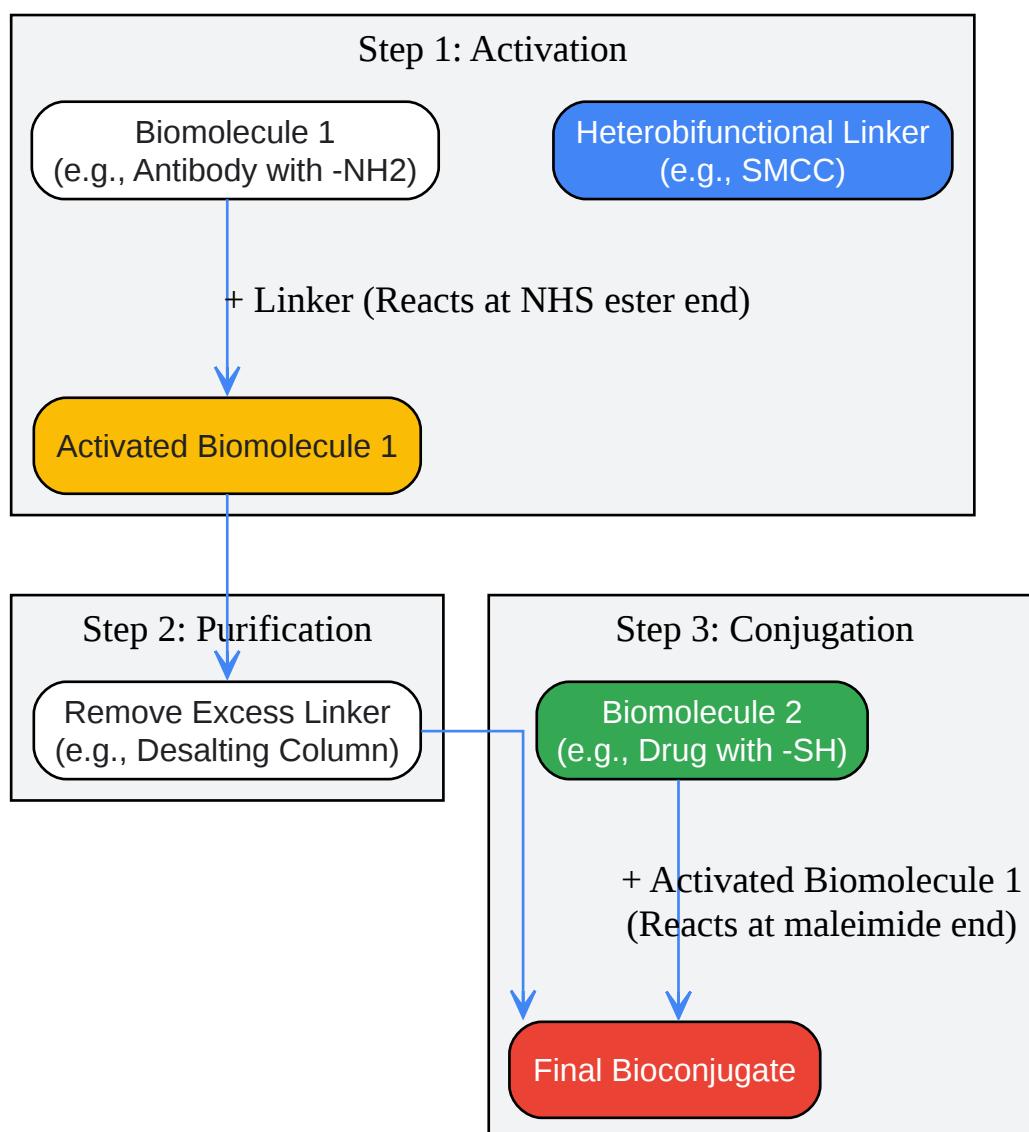 Step 1: Activation
Biomolecule 1
(e.g., Antibody with -NH2)
Heterobifunctional Linker
(e.g., SMCC)
+ Linker (Reacts at NHS ester end)
Activated Biomolecule 1
Step 2: Purification
Remove Excess Linker
(e.g., Desalting Column)
Step 3: Conjugation
Biomolecule 2
(e.g., Drug with -SH)
+ Activated Biomolecule 1
(Reacts at maleimide end)
Final Bioconjugate